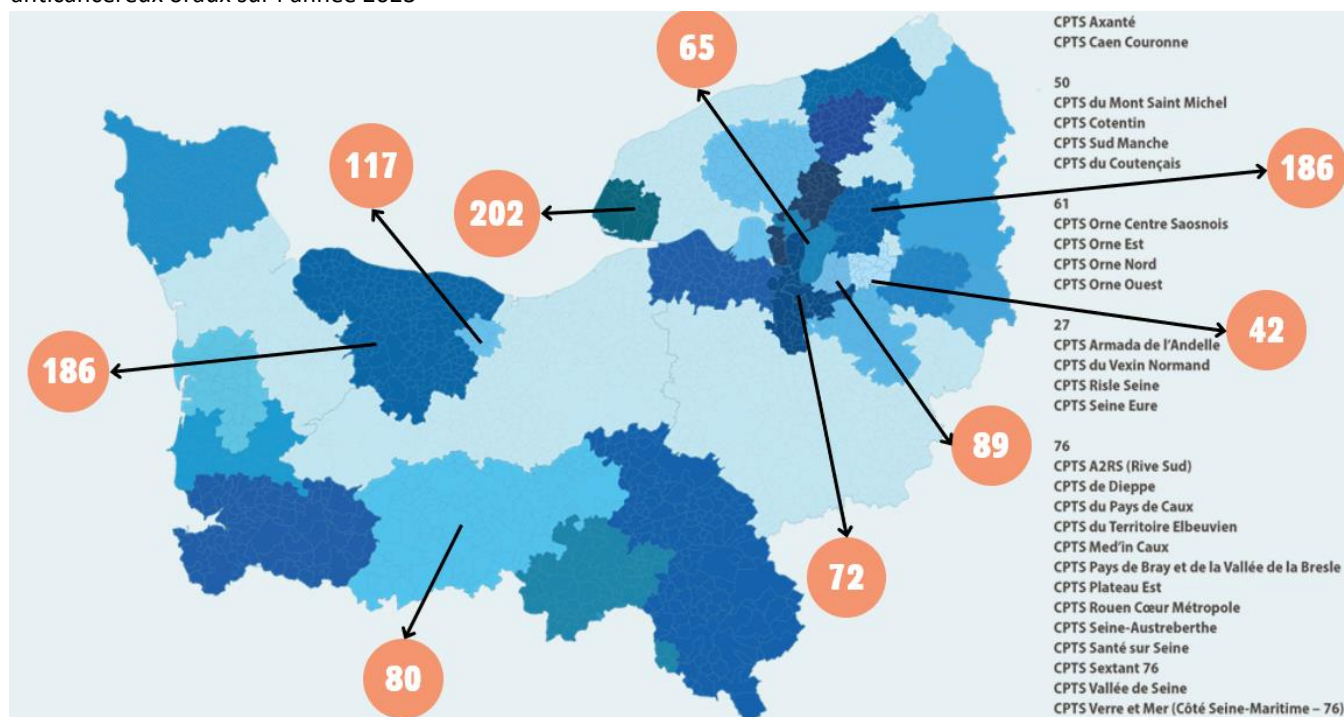 anticancéreux oraux sur l'année 2023
65
117
202
186
186
42
89
72
80
CPTS Axanté
CPTS Caen Couronne
50
CPTS du Mont Saint Michel
CPTS Cotentin
CPTS Sud Manche
CPTS du Coutençais
61
CPTS Orne Centre Saosnois
CPTS Orne Est
CPTS Orne Nord
CPTS Orne Ouest
27
CPTS Armada de l'Andelle
CPTS du Vexin Normand
CPTS Risle Seine
CPTS Seine Eure
76
CPTS A2RS (Rive Sud)
CPTS de Dieppe
CPTS du Pays de Caux
CPTS du Territoire Elbeuvien
CPTS Med'in Caux
CPTS Pays de Bray et de la Vallée de la Bresle
CPTS Plateau Est
CPTS Rouen Cœur Métropole
CPTS Seine-Austreberthe
CPTS Santé sur Seine
CPTS Sextant 76
CPTS Vallée de Seine
CPTS Verre et Mer (Côté Seine-Maritime – 76)